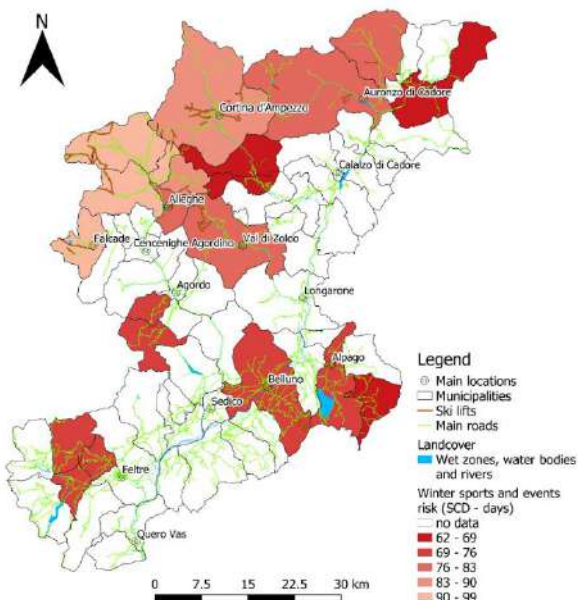 N
Auronzo di Cadore
Cortina d'Ampezzo
Calalzo di Cadore
Alleghe
Falcade
Cencenighe Agordino
Val di Zoldo
Agordo
Longarone
Alpago
Belluno
Sedico
Feltre
Quero Vas
Legend
Main locations
Municipalities
Ski lifts
Main roads
Landcover
Wet zones, water bodies
and rivers
Winter sports and events
risk (SCD - days)
no data
62 - 69
69 - 76
76 - 83
83 - 90
90 - 99
0 7.5 15 22.5 30 km